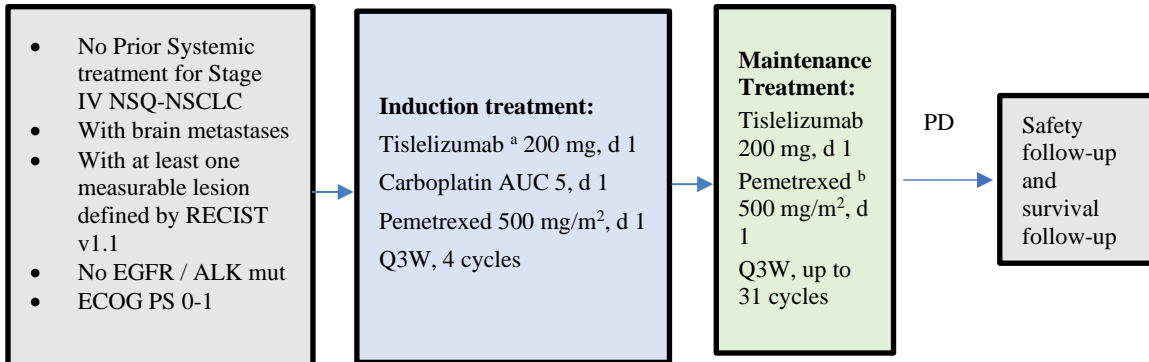 • No Prior Systemic
treatment for Stage
IV NSQ-NSCLC
• With brain metastases
• With at least one
measurable lesion
defined by RECIST
v1.1
• No EGFR / ALK mut
• ECOG PS 0-1
Induction treatment:
Tislelizumab ᵃ 200 mg, d 1
Carboplatin AUC 5, d 1
Pemetrexed 500 mg/m², d 1
Q3W, 4 cycles
Maintenance
Treatment:
Tislelizumab
200 mg, d 1
Pemetrexed ᵇ
500 mg/m², d
1
Q3W, up to
31 cycles
PD
Safety
follow-up
and
survival
follow-up